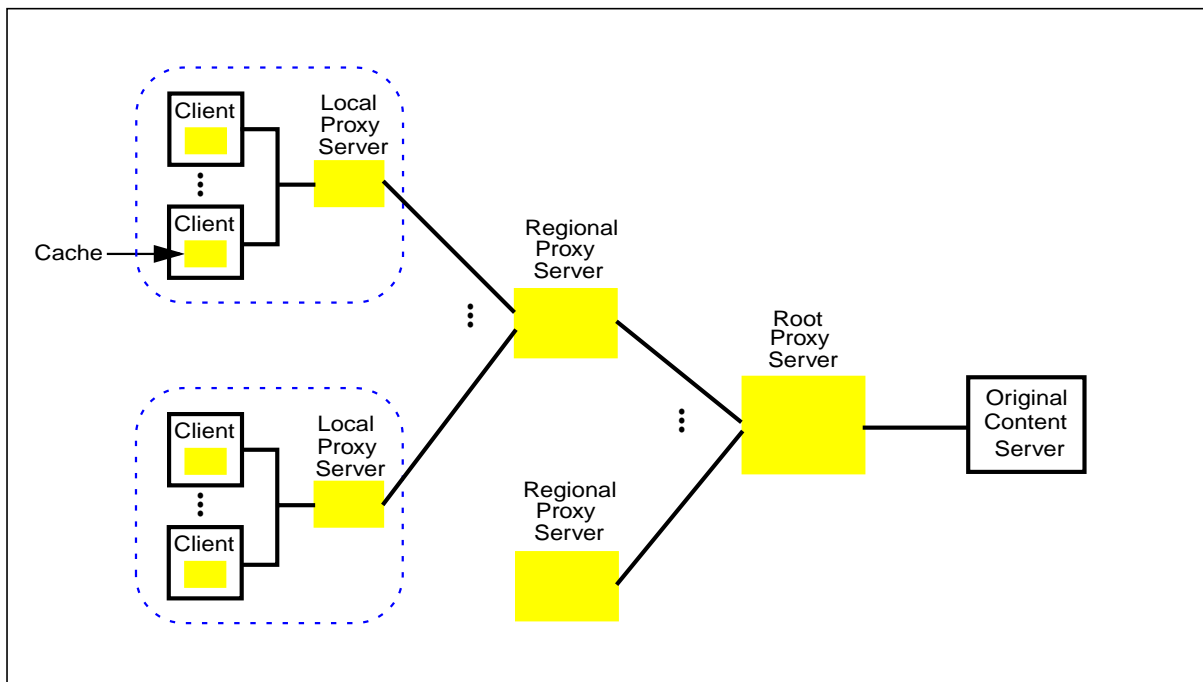 Client
Client
Cache
Local
Proxy
Server
Client
Client
Local
Proxy
Server
Regional
Proxy
Server
Regional
Proxy
Server
Root
Proxy
Server
Original
Content
Server